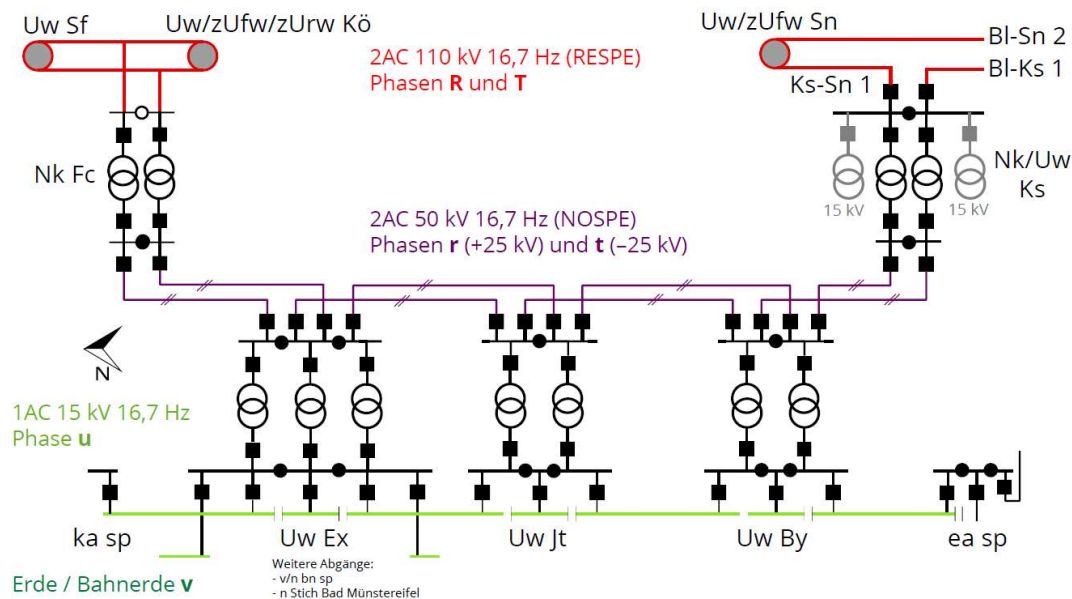 Uw Sf
Uw/zUfw/zUrw Kö
Uw/zUfw Sn
Bl-Sn 2
Bl-Ks 1
2AC 110 kV 16,7 Hz (RESPE)
Phasen R und T
Ks-Sn 1
Nk Fc
Nk/Uw
Ks
15 kV
15 kV
2AC 50 kV 16,7 Hz (NOSPE)
Phasen r (+25 kV) und t (–25 kV)
N
1AC 15 kV 16,7 Hz
Phase u
ka sp
Uw Ex
Uw Jt
Uw By
ea sp
Weitere Abgänge:
- v/n bn sp
- n Stich Bad Münstereifel
Erde / Bahnerde v